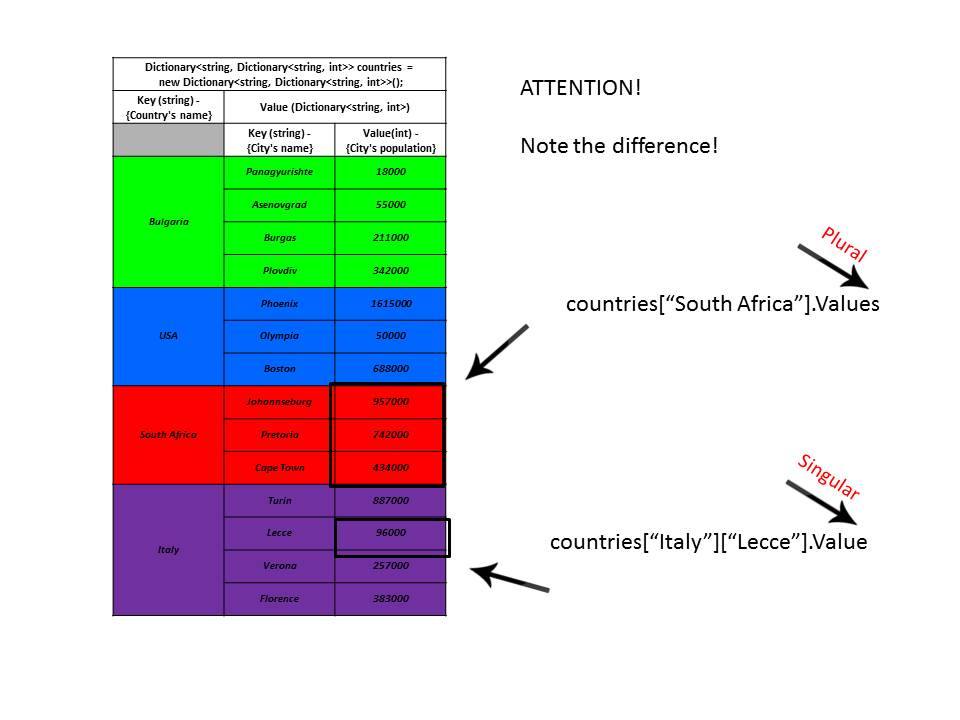 Dictionary<string, Dictionary<string, int>> countries =
new Dictionary<string, Dictionary<string, int>>();
Key (string) -
{Country's name}
Value (Dictionary<string, int>)
Key (string) -
{City's name}
Value(int) -
{City's population}
Bulgaria
Panagyurishte 18000
Asenovgrad 55000
Burgas 211000
Plovdiv 342000
USA
Phoenix 1615000
Olympia 50000
Boston 688000
South Africa
Johannseburg 957000
Pretoria 742000
Cape Town 434000
Italy
Turin 887000
Lecce 96000
Verona 257000
Florence 383000
ATTENTION!
Note the difference!
Plural
countries[“South Africa”].Values
Singular
countries[“Italy”][“Lecce”].Value